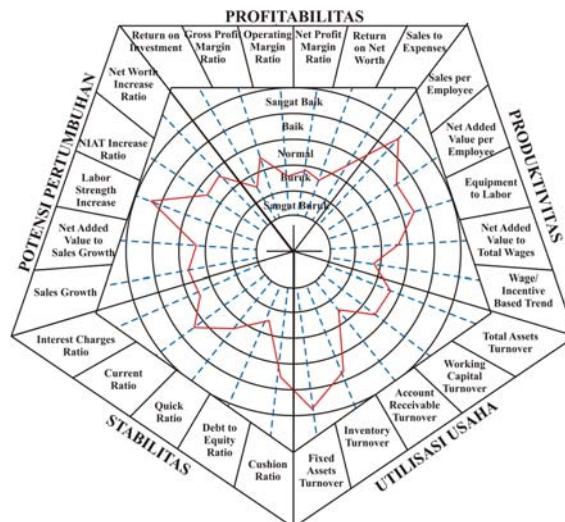 PROFITABILITAS
Return on
Investment
Gross Profit
Margin
Ratio
Operating
Margin
Ratio
Net Profit
Margin
Ratio
Return
on Net
Worth
Sales to
Expenses
PRODUKTIVITAS
Sales per
Employee
Net Added
Value per
Employee
Equipment
to Labor
Net Added
Value to
Total Wages
Wage/
Incentive
Based Trend
UTILISASI USAHA
Total Assets
Turnover
Working
Capital
Turnover
Account
Receivable
Turnover
Inventory
Turnover
Fixed
Assets
Turnover
STABILITAS
Cushion
Ratio
Debt to
Equity
Ratio
Quick
Ratio
Current
Ratio
Interest Charges
Ratio
POTENSI PERTUMBUHAN
Sales Growth
Net Added
Value to
Sales Growth
Labor
Strength
Increase
NIAT Increase
Ratio
Net Worth
Increase
Ratio
Sangat Baik
Baik
Normal
Buruk
Sangat Buruk